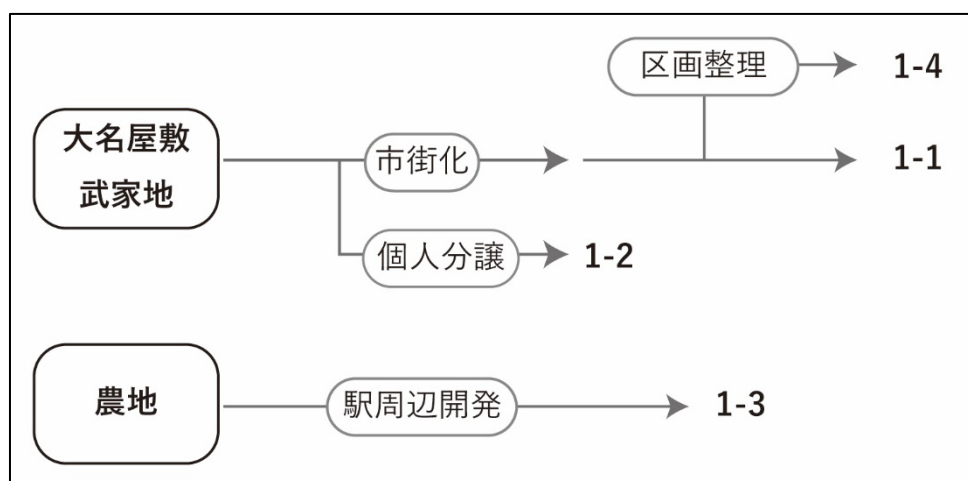 区画整理
1-4
大名屋敷
武家地
市街化
1-1
個人分譲
1-2
農地
駅周辺開発
1-3